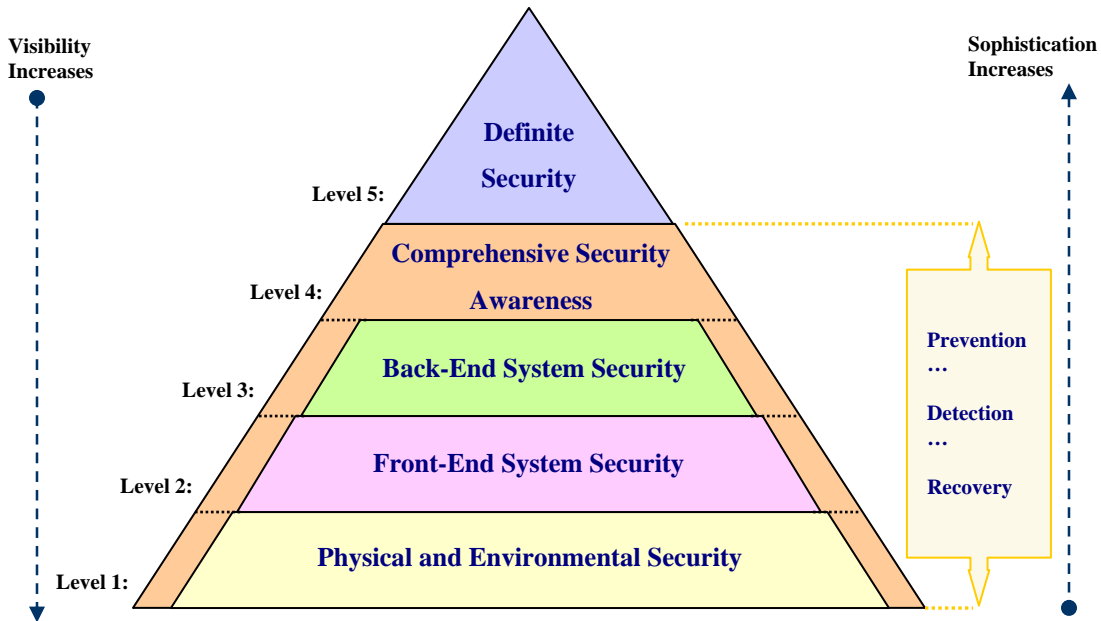 Visibility
Increases
Sophistication
Increases
Definite
Security
Level 5:
Comprehensive Security
Awareness
Level 4:
Back-End System Security
Level 3:
Front-End System Security
Level 2:
Physical and Environmental Security
Level 1:
Prevention
…
Detection
…
Recovery